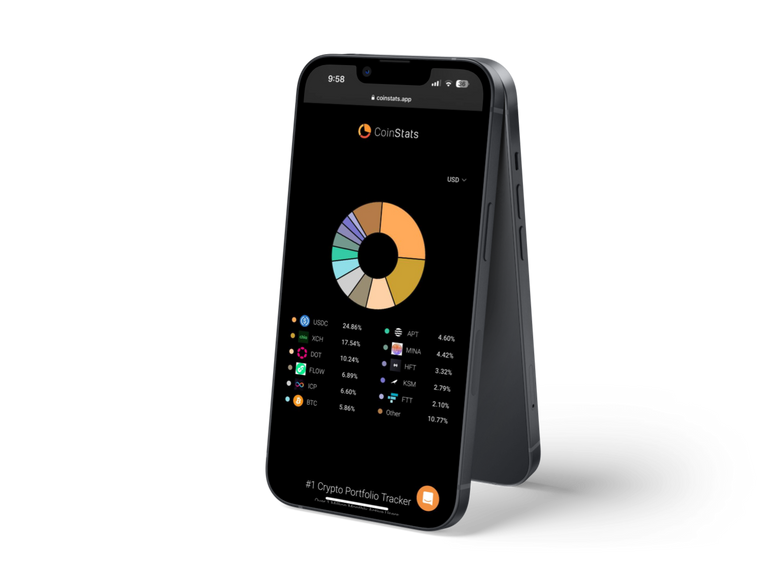 9:58
36
coinstats.app
CoinStats
USD
USDC 24.86%
XCH 17.54%
DOT 10.24%
FLOW 6.89%
ICP 6.60%
BTC 5.86%
APT 4.60%
MINA 4.42%
HFT 3.32%
KSM 2.79%
FTT 2.10%
Other 10.77%
#1 Crypto Portfolio Tracker